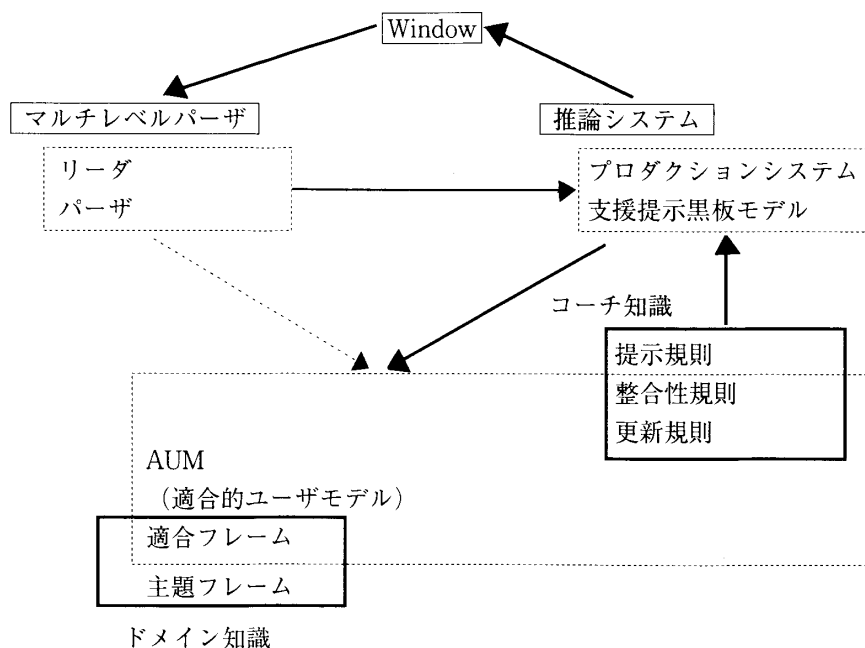 Window
マルチレベルパーザ
推論システム
リーダ
パーザ
プロダクションシステム
支援提示黒板モデル
コーチ知識
提示規則
整合性規則
更新規則
AUM
(適合的ユーザモデル)
適合フレーム
主題フレーム
ドメイン知識